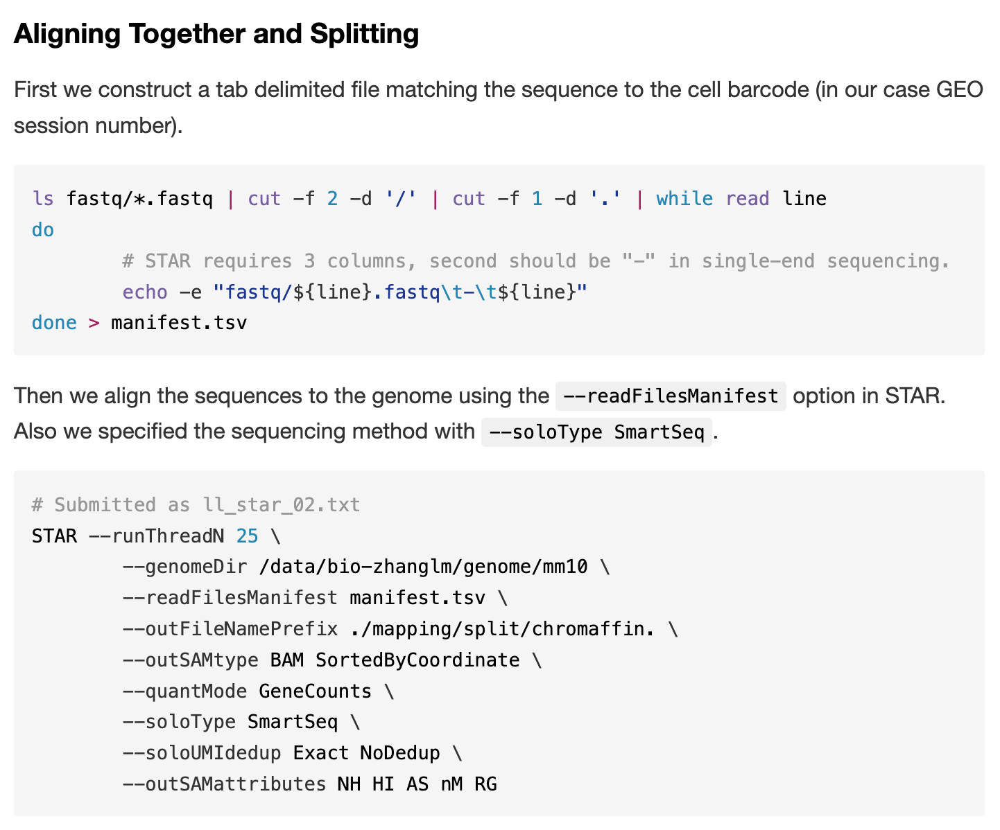 Aligning Together and Splitting
First we construct a tab delimited file matching the sequence to the cell barcode (in our case GEO
session number).
ls fastq/*.fastq | cut -f 2 -d '/' | cut -f 1 -d '.' | while read line
do
        # STAR requires 3 columns, second should be "-" in single-end sequencing.
        echo -e "fastq/${line}.fastq\t-\t${line}"
done > manifest.tsv
Then we align the sequences to the genome using the --readFilesManifest option in STAR.
Also we specified the sequencing method with --soloType SmartSeq .
# Submitted as ll_star_02.txt
STAR --runThreadN 25 \
        --genomeDir /data/bio-zhanglm/genome/mm10 \
        --readFilesManifest manifest.tsv \
        --outFileNamePrefix ./mapping/split/chromaffin. \
        --outSAMtype BAM SortedByCoordinate \
        --quantMode GeneCounts \
        --soloType SmartSeq \
        --soloUMIdedup Exact NoDedup \
        --outSAMattributes NH HI AS nM RG